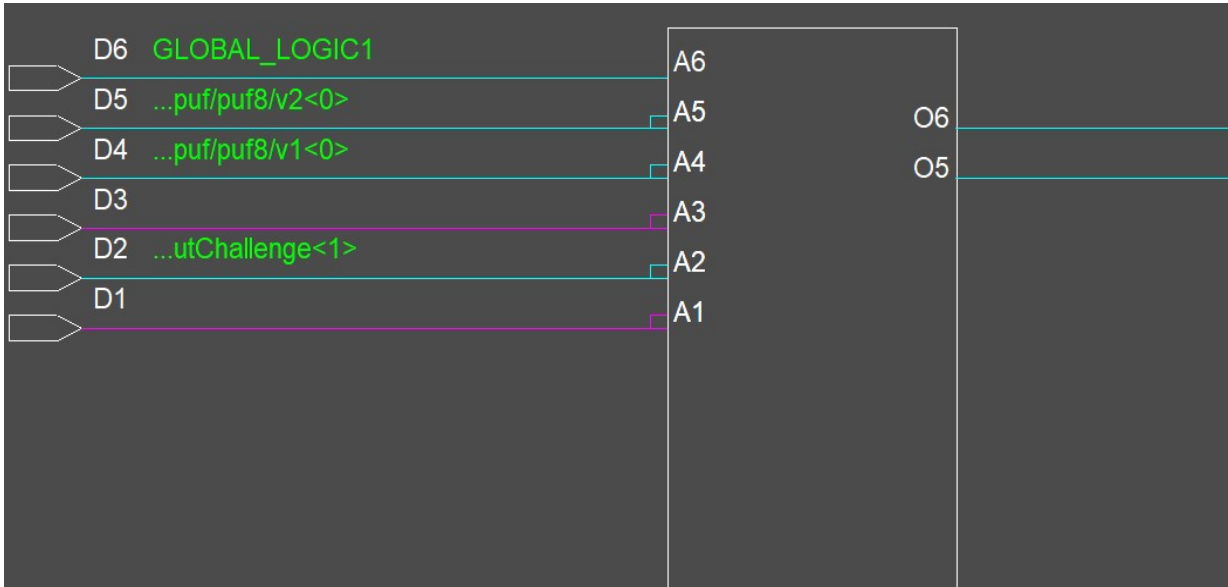 D6 GLOBAL_LOGIC1
A6
D5 ...puf/puf8/v2<0>
A5
O6
D4 ...puf/puf8/v1<0>
A4
O5
D3
A3
D2 ...utChallenge<1>
A2
D1
A1